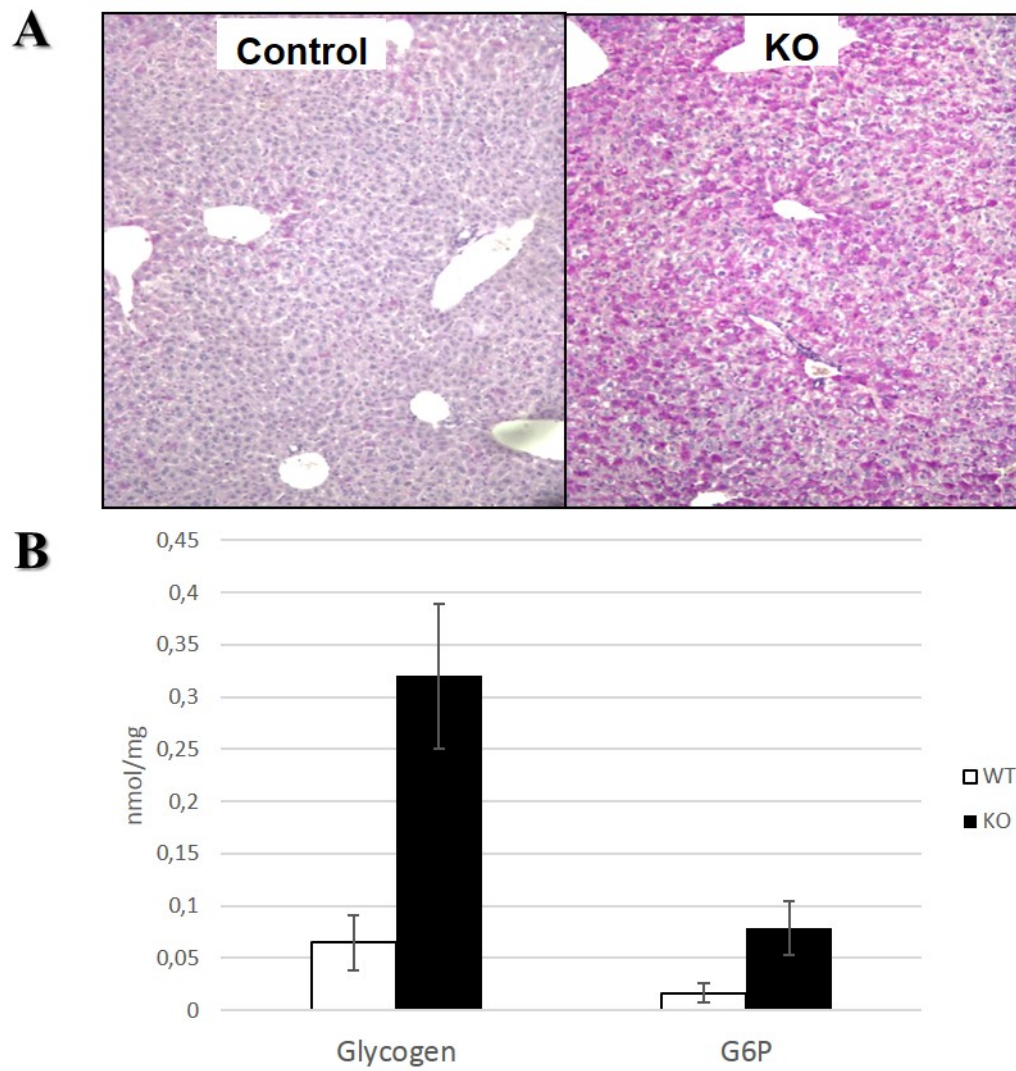 A
Control
KO
B
0,45
0,4
0,35
0,3
0,25
0,2
0,15
0,1
0,05
0
nmol/mg
Glycogen
G6P
WT
KO